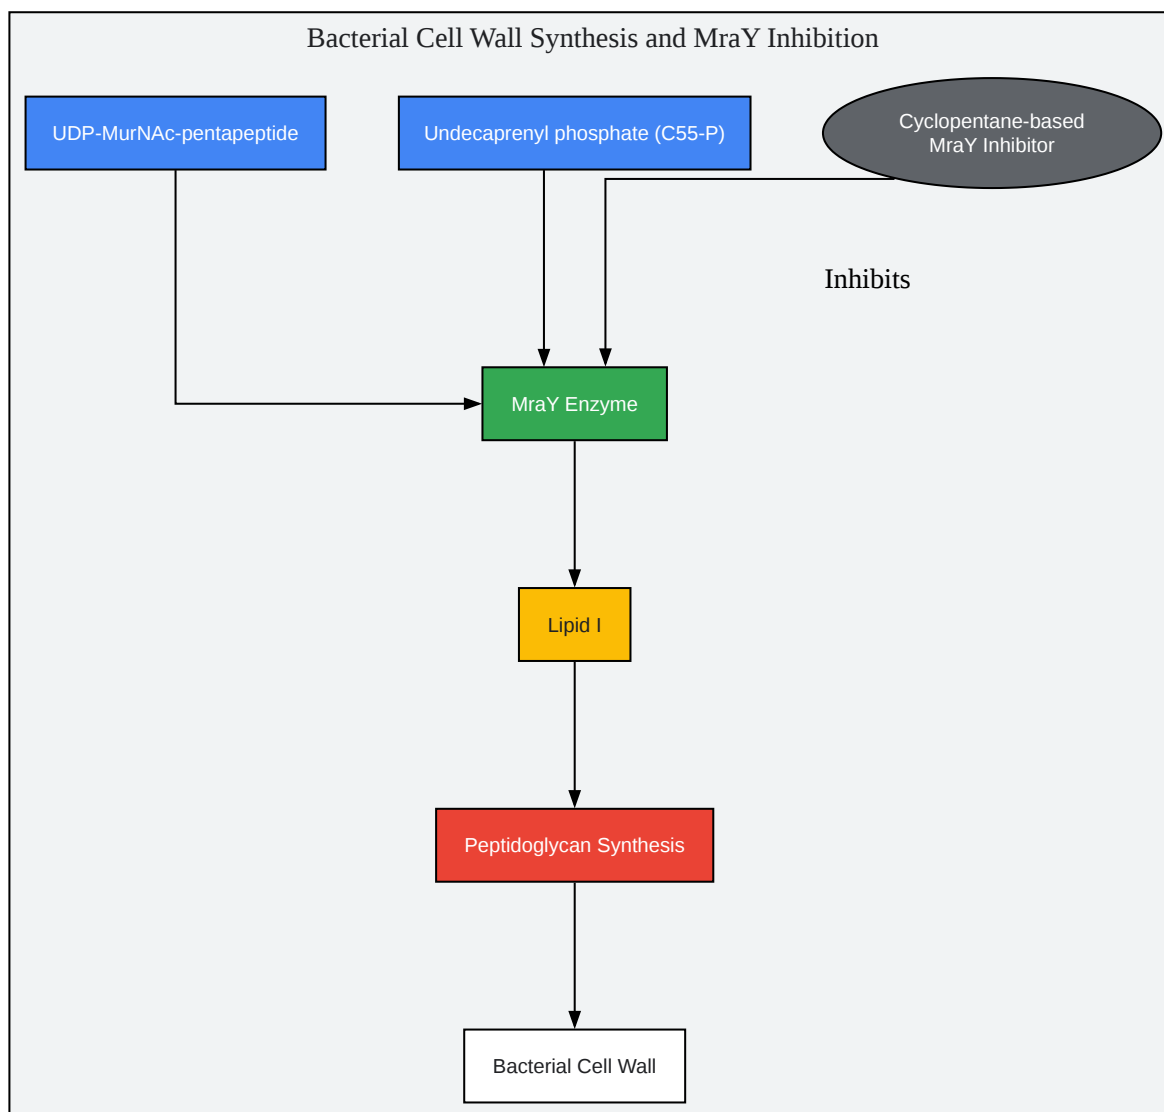 Bacterial Cell Wall Synthesis and MraY Inhibition
UDP-MurNAc-pentapeptide
Undecaprenyl phosphate (C55-P)
Cyclopentane-based
MraY Inhibitor
Inhibits
MraY Enzyme
Lipid I
Peptidoglycan Synthesis
Bacterial Cell Wall